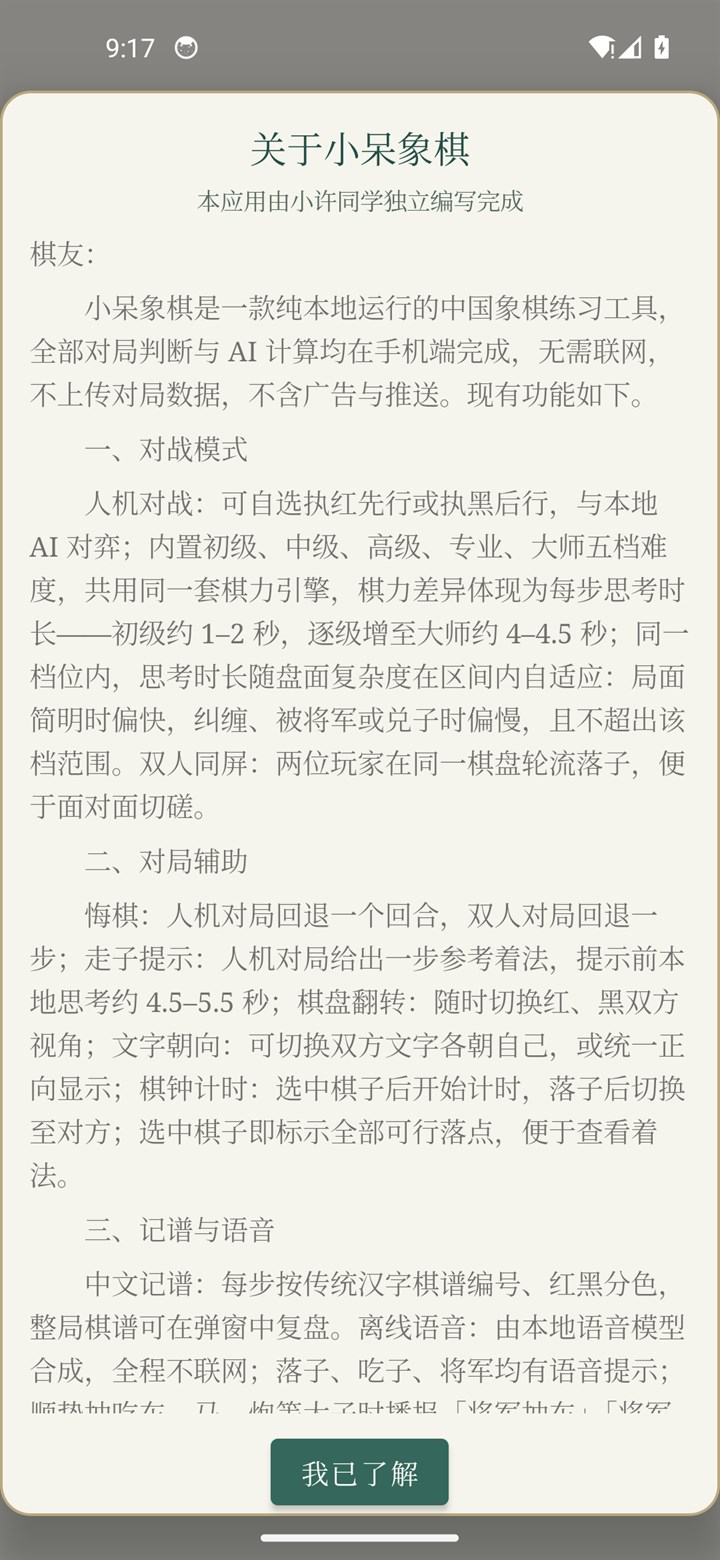 9:17
关于小呆象棋
本应用由小许同学独立编写完成
棋友：
小呆象棋是一款纯本地运行的中国象棋练习工具，
全部对局判断与 AI 计算均在手机端完成，无需联网，
不上传对局数据，不含广告与推送。现有功能如下。
一、对战模式
人机对战：可自选执红先行或执黑后行，与本地
AI 对弈；内置初级、中级、高级、专业、大师五档难
度，共用同一套棋力引擎，棋力差异体现为每步思考时
长——初级约 1–2 秒，逐级增至大师约 4–4.5 秒；同一
档位内，思考时长随盘面复杂度在区间内自适应：局面
简明时偏快，纠缠、被将军或兑子时偏慢，且不超出该
档范围。双人同屏：两位玩家在同一棋盘轮流落子，便
于面对面切磋。
二、对局辅助
悔棋：人机对局回退一个回合，双人对局回退一
步；走子提示：人机对局给出一步参考着法，提示前本
地思考约 4.5–5.5 秒；棋盘翻转：随时切换红、黑双方
视角；文字朝向：可切换双方文字各朝自己，或统一正
向显示；棋钟计时：选中棋子后开始计时，落子后切换
至对方；选中棋子即标示全部可行落点，便于查看着
法。
三、记谱与语音
中文记谱：每步按传统汉字棋谱编号、红黑分色，
整局棋谱可在弹窗中复盘。离线语音：由本地语音模型
合成，全程不联网；落子、吃子、将军均有语音提示；
我已了解